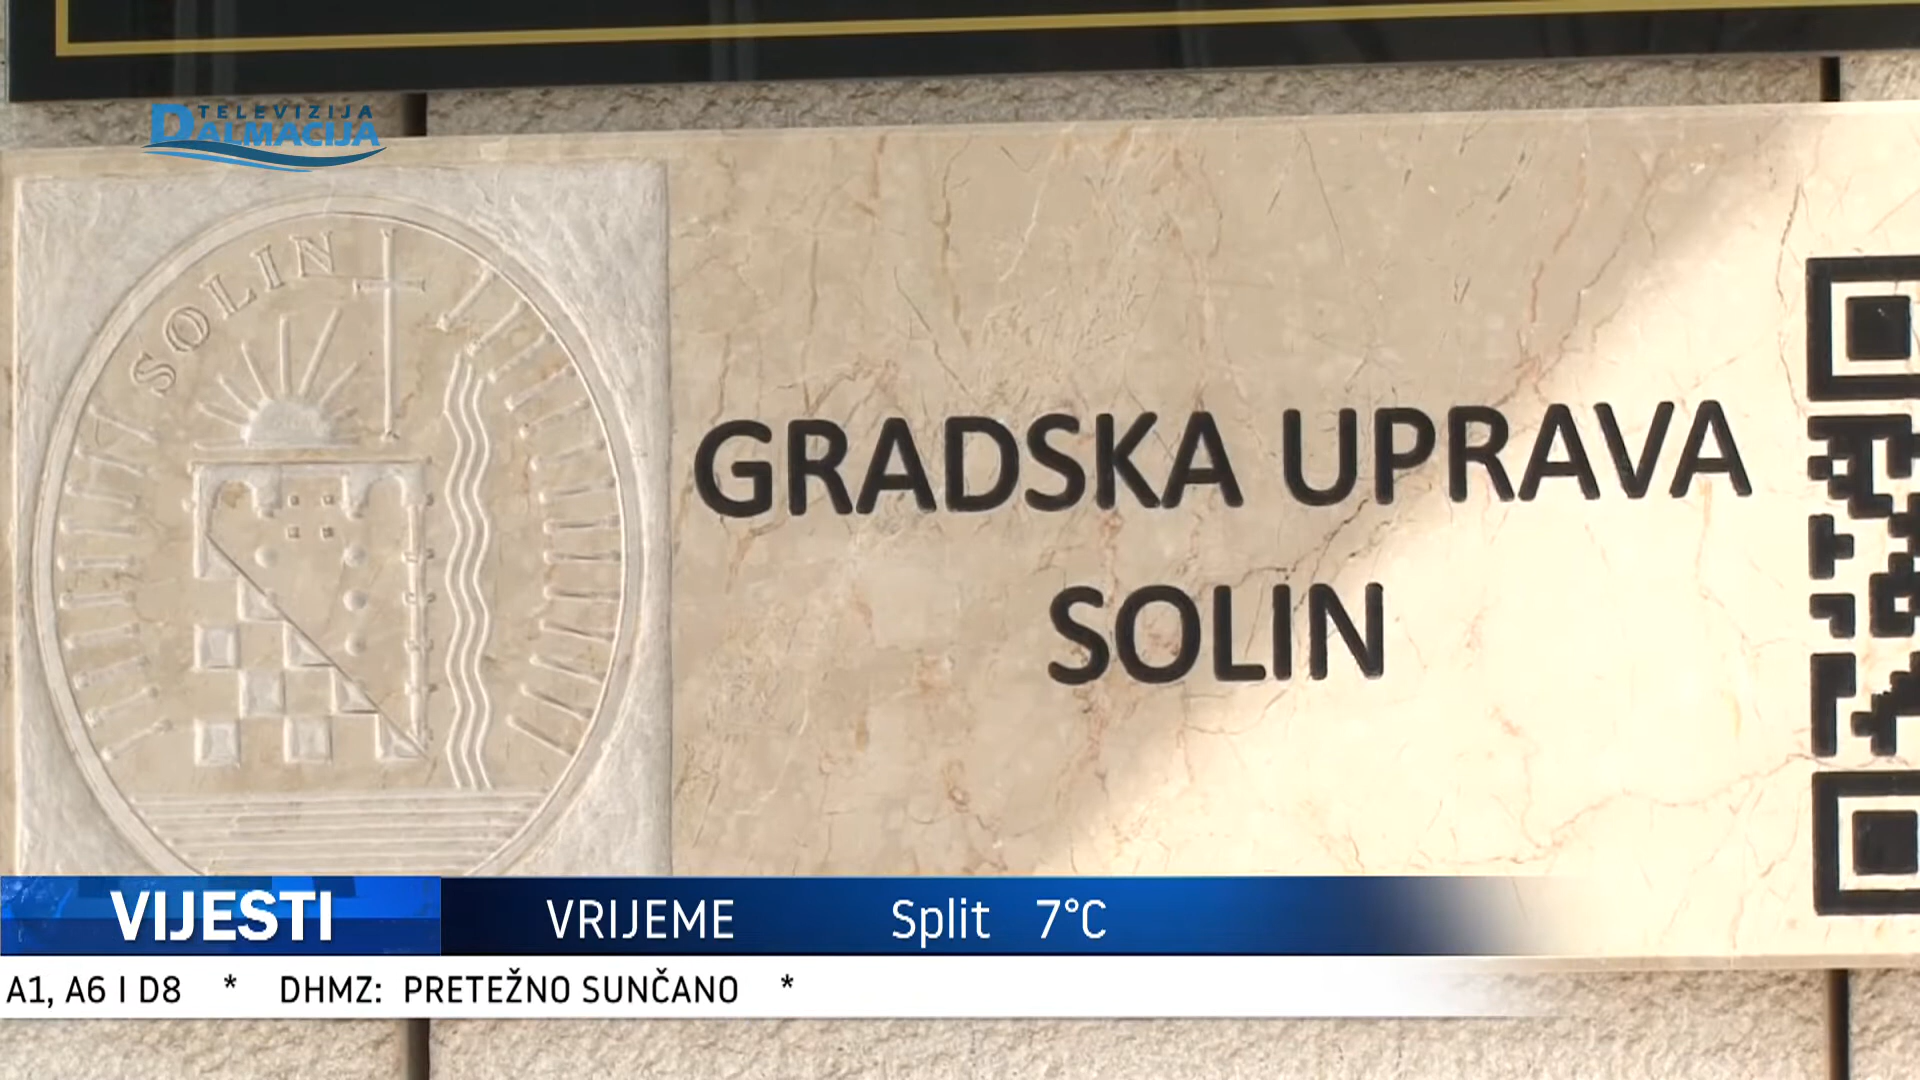 TELEVIZIJA
DALMACIJA
SOLIN
GRADSKA UPRAVA
SOLIN
VIJESTI VRIJEME Split 7°C
A1, A6 I D8 * DHMZ: PRETEŽNO SUNČANO *